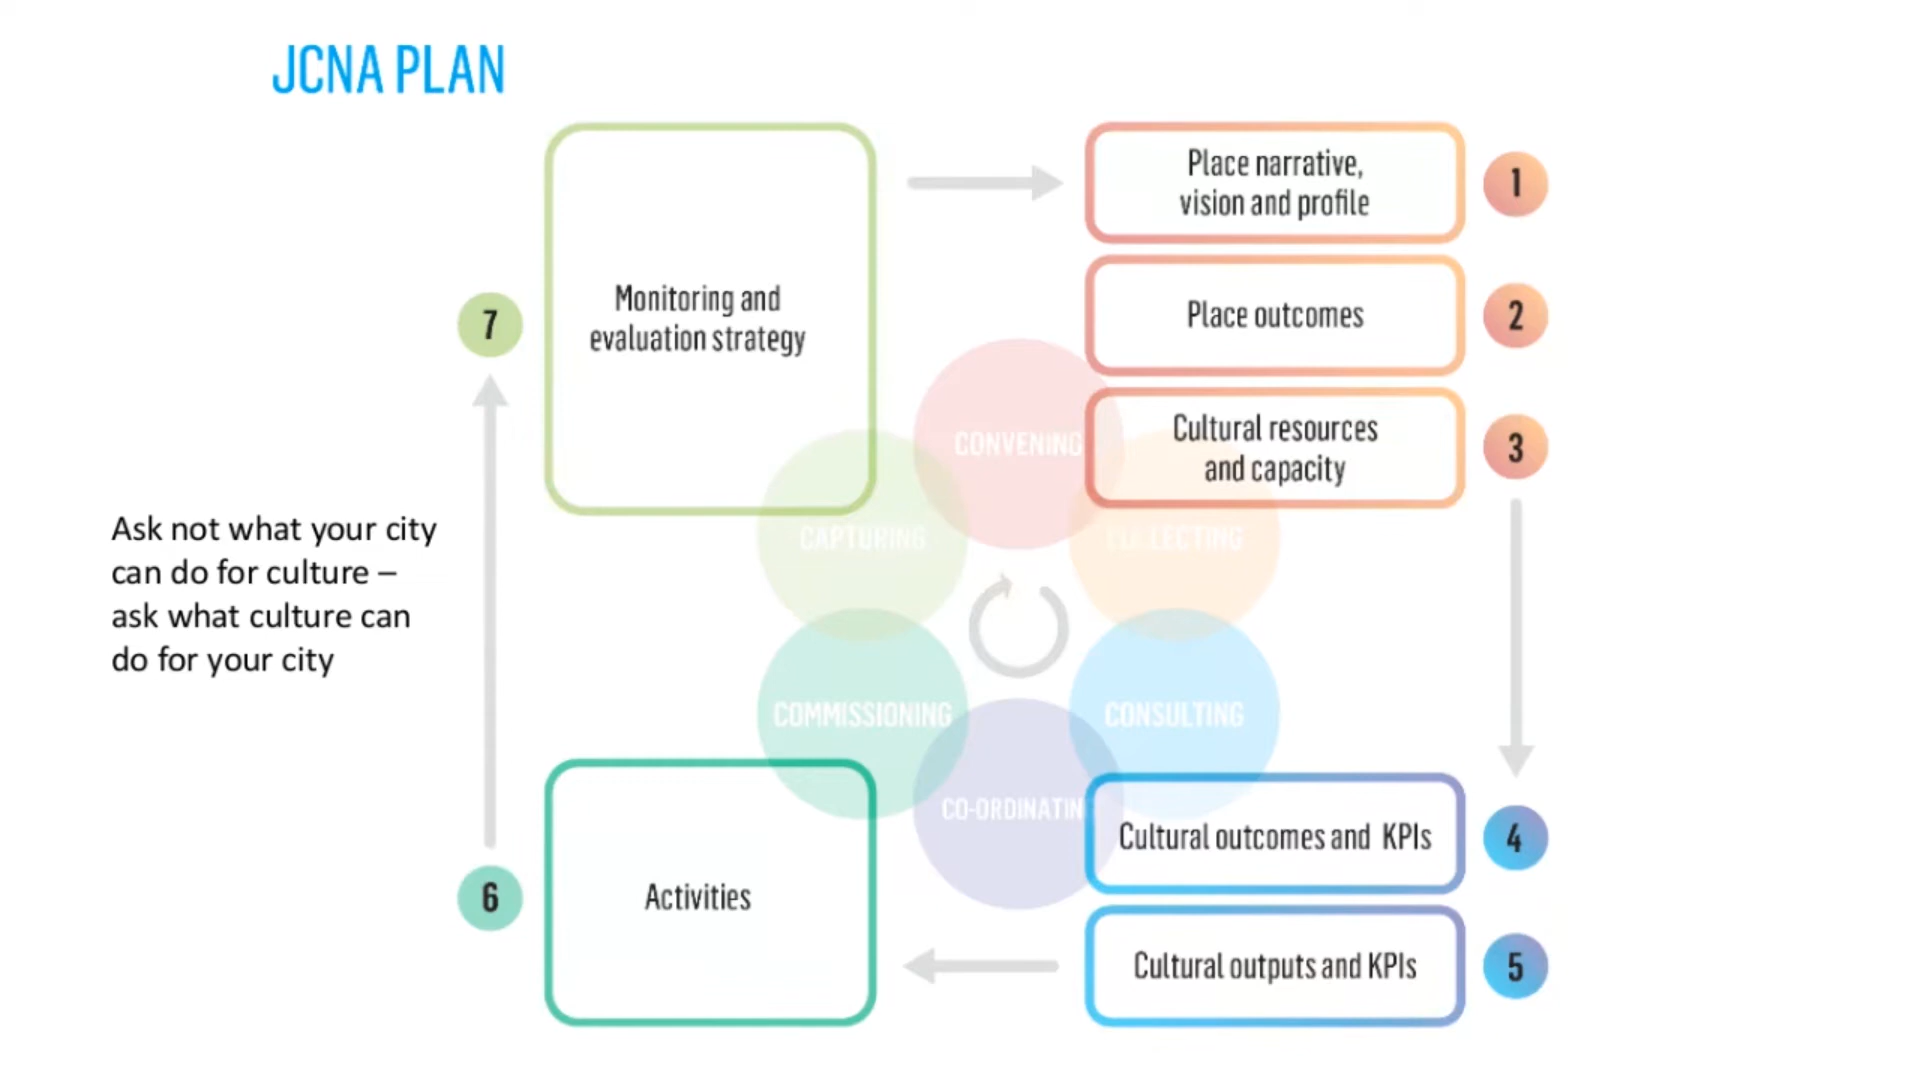 JCNA PLAN
Place narrative,
vision and profile
1
Place outcomes
2
Cultural resources
and capacity
3
Cultural outcomes and KPIs
4
Cultural outputs and KPIs
5
Activities
6
Monitoring and
evaluation strategy
7
Ask not what your city
can do for culture –
ask what culture can
do for your city
CONVENING
COLLECTING
CONSULTING
CO-ORDINATIN
COMMISSIONING
CAPTURING